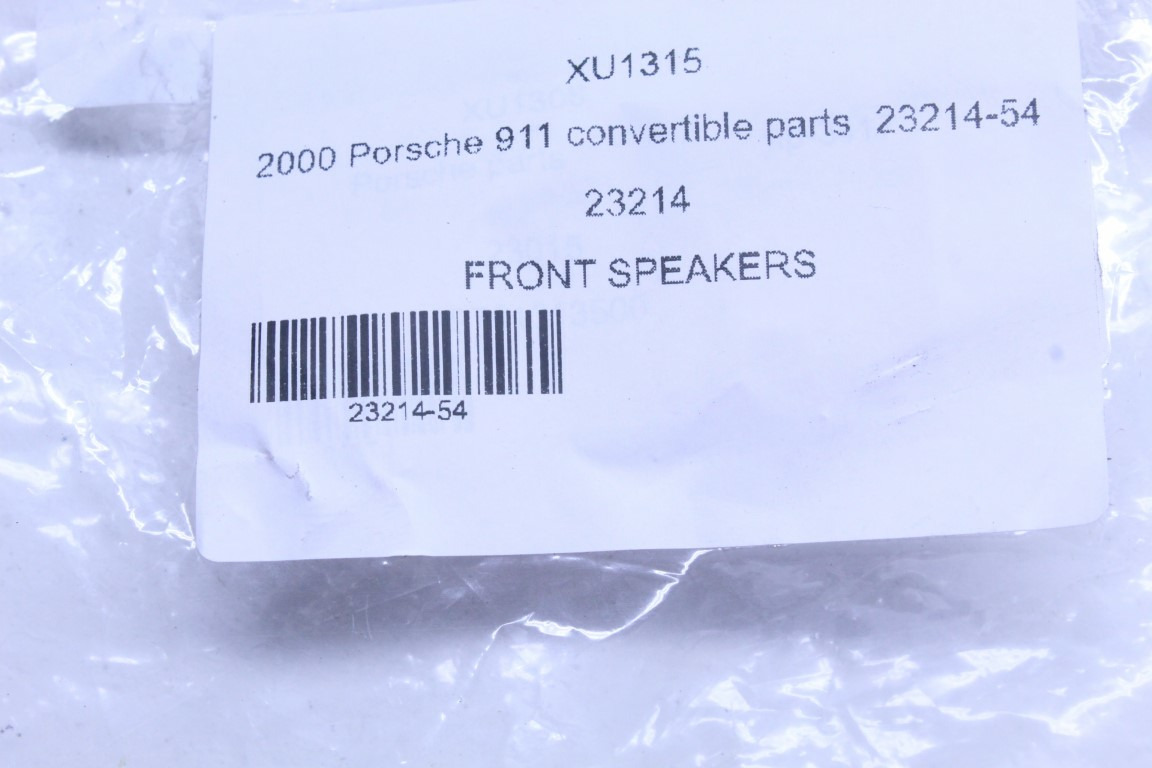 XU1315
2000 Porsche 911 convertible parts 23214-54
23214
FRONT SPEAKERS
23214-54